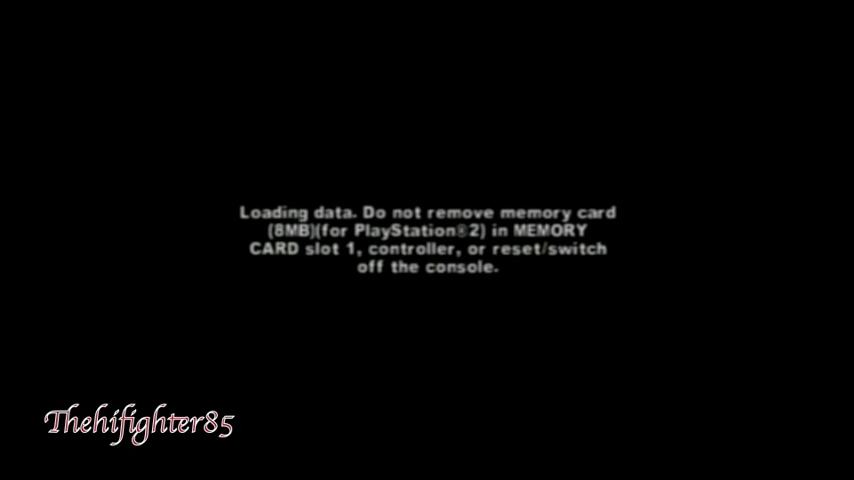 Loading data. Do not remove memory card
(8MB)(for PlayStation®2) in MEMORY
CARD slot 1, controller, or reset/switch
off the console.
Thehifighter85